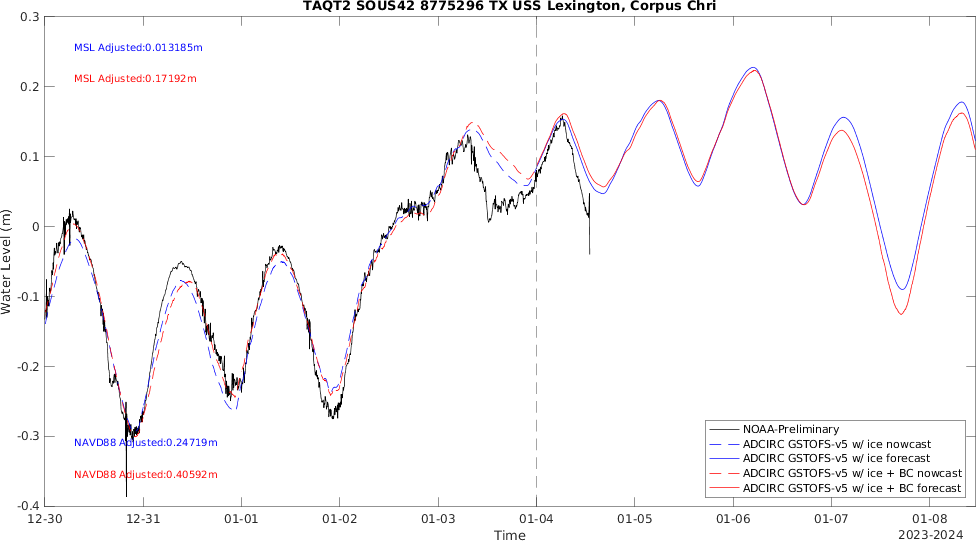 TAQT2 SOUS42 8775296 TX USS Lexington, Corpus Chri
0.3
MSL Adjusted:0.013185m
MSL Adjusted:0.17192m
0.2
0.1
0
-0.1
-0.2
-0.3
-0.4
Water Level (m)
NAVD88 Adjusted:0.24719m
NAVD88 Adjusted:0.40592m
NOAA-Preliminary
ADCIRC GSTOFS-v5 w/ ice nowcast
ADCIRC GSTOFS-v5 w/ ice forecast
ADCIRC GSTOFS-v5 w/ ice + BC nowcast
ADCIRC GSTOFS-v5 w/ ice + BC forecast
12-30 12-31 01-01 01-02 01-03 01-04 01-05 01-06 01-07 01-08
Time
2023-2024